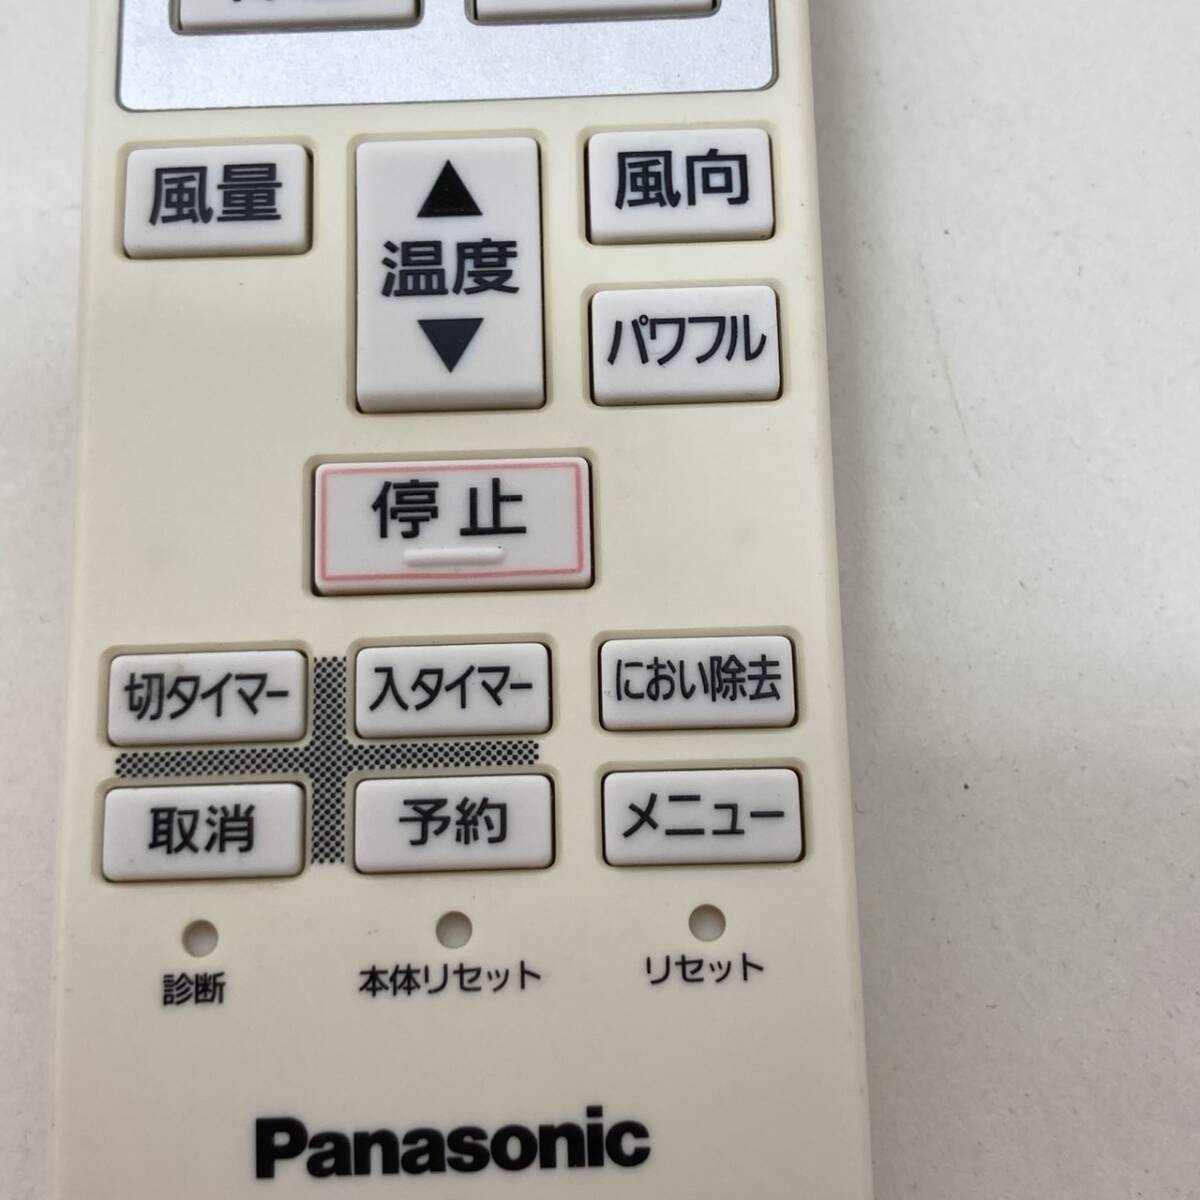 風量
▲
温度
▼
風向
パワフル
停止
切タイマー
入タイマー
におい除去
取消
予約
メニュー
診断
本体リセット
リセット
Panasonic